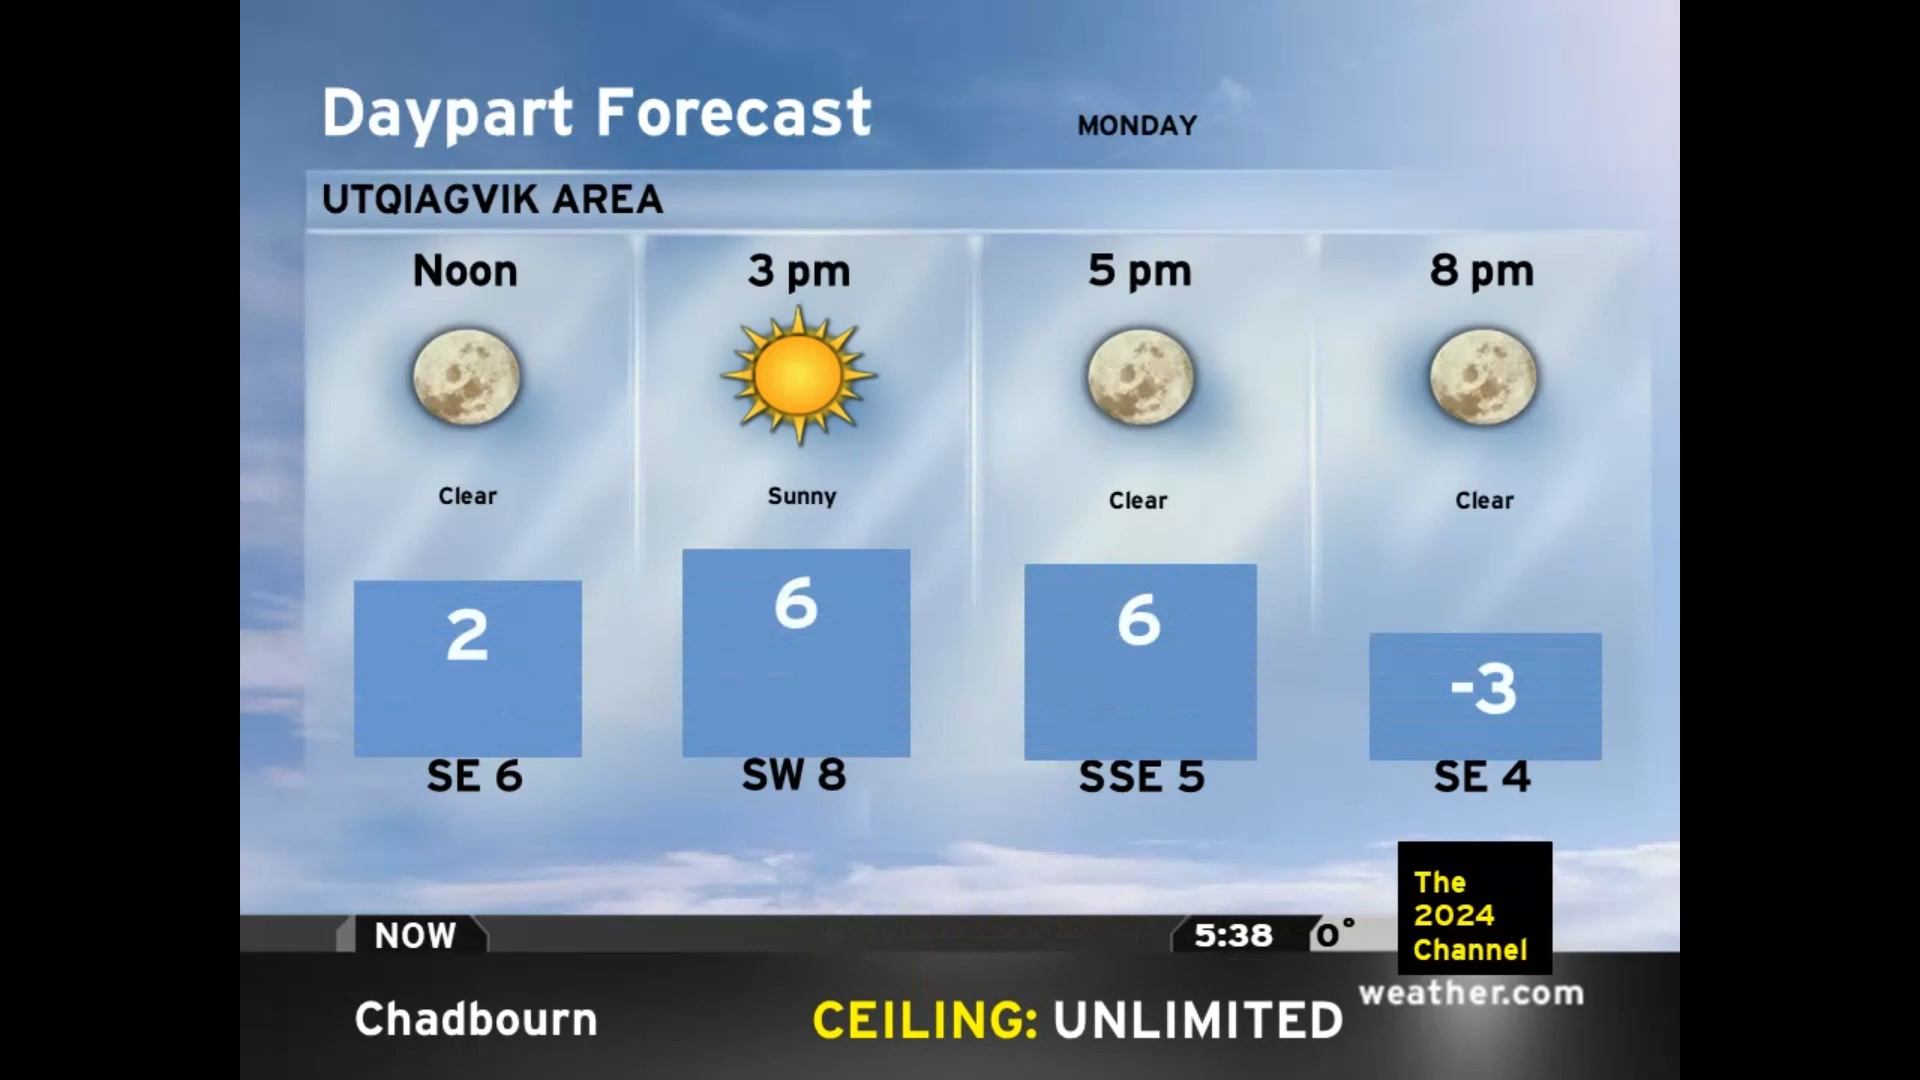 Daypart Forecast
MONDAY
UTQIAGVIK AREA
Noon
3 pm
5 pm
8 pm
Clear
Sunny
Clear
Clear
2
6
6
-3
SE 6
SW 8
SSE 5
SE 4
The
2024
Channel
NOW
5:38
0°
weather.com
Chadbourn
CEILING: UNLIMITED